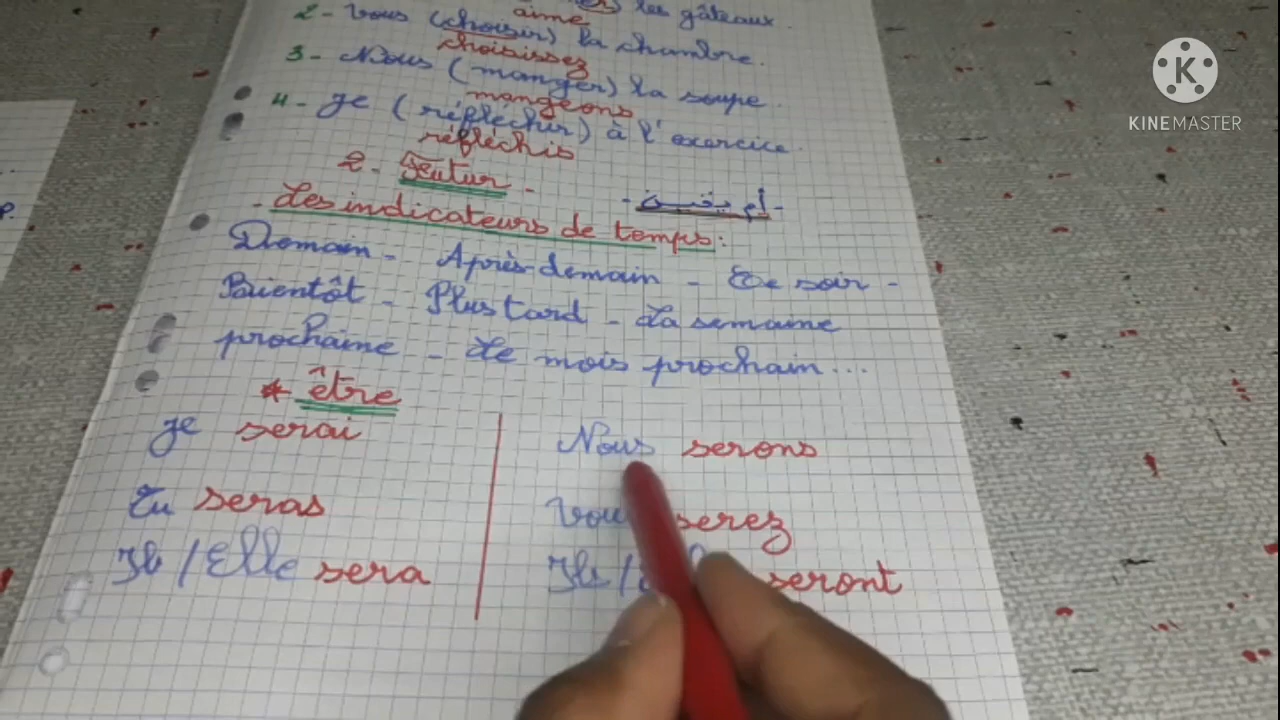 les gâteaux.
aime
2- Vous (choisir) la chambre.
choisissez
3- Nous (manger) la soupe.
mangeons
4- Je (réfléchir) à l'exercice.
réfléchis
2- Futur -
- أم يقين -
- Les indicateurs de temps:
Demain - Après-demain - Ce soir -
Bientôt - Plus tard - La semaine
prochaine - Le mois prochain...
* être
Je serai
Tu seras
Il / Elle sera
Nous serons
Vous serez
Ils / seront
KINEMASTER